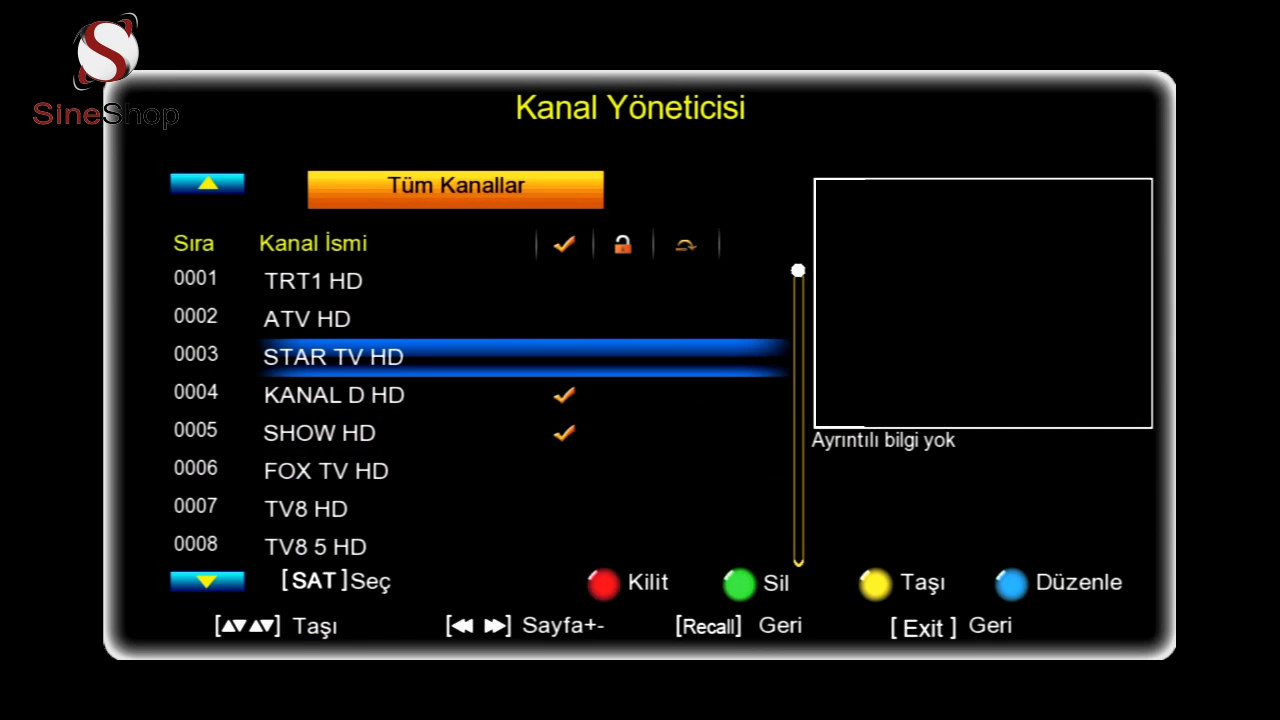 SineShop
Kanal Yöneticisi
Tüm Kanallar
Sıra Kanal İsmi
0001 TRT1 HD
0002 ATV HD
0003 STAR TV HD
0004 KANAL D HD
0005 SHOW HD
0006 FOX TV HD
0007 TV8 HD
0008 TV8 5 HD
Ayrıntılı bilgi yok
[SAT]Seç Kilit Sil Taşı Düzenle
[▲▼▲▼] Taşı [◀◀ ▶▶] Sayfa+- [Recall] Geri [ Exit ] Geri